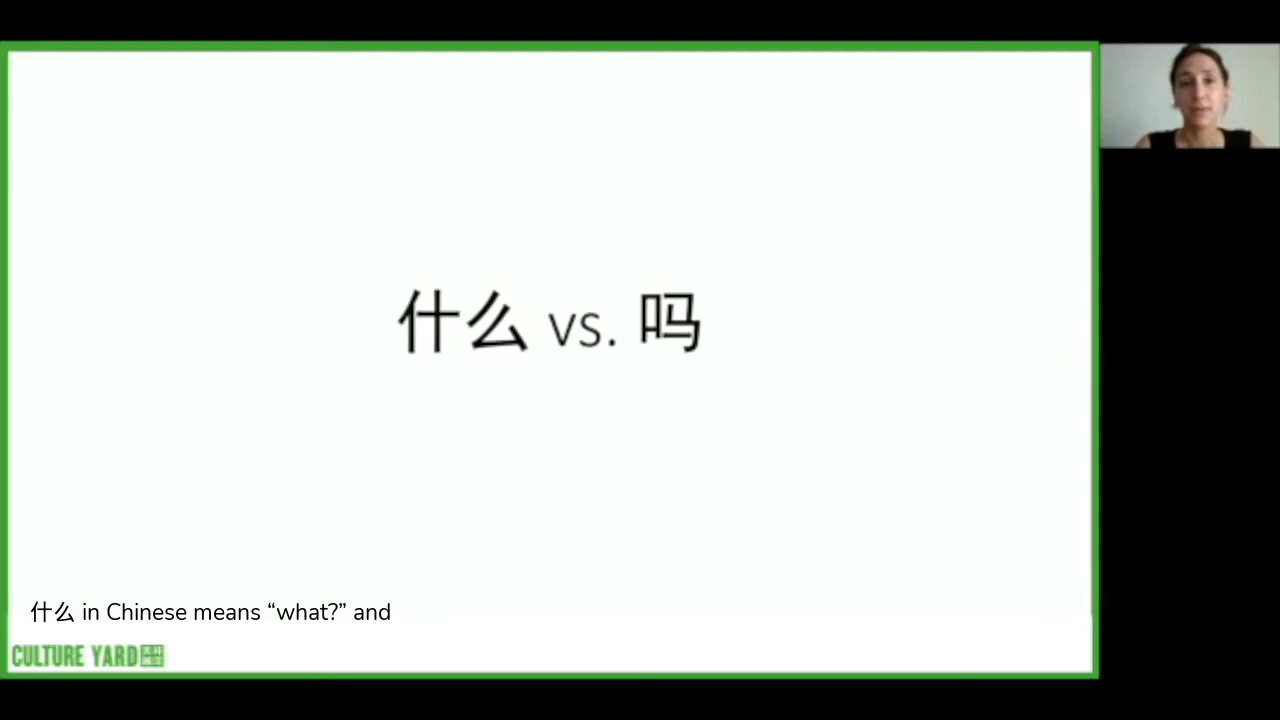 什么 vs. 吗
什么 in Chinese means “what?” and
CULTURE YARD